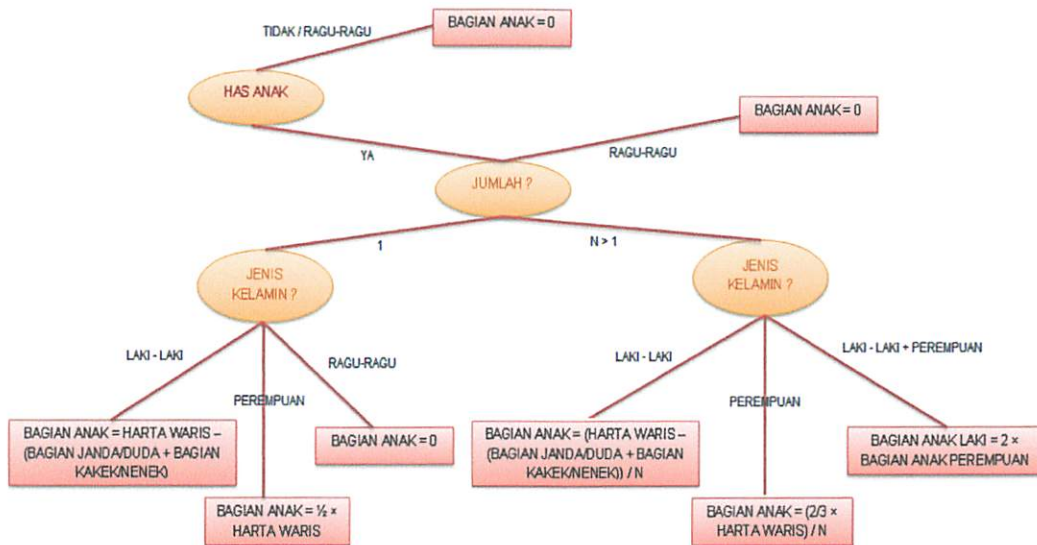 BAGIAN ANAK = 0
TIDAK / RAGU-RAGU
HAS ANAK
BAGIAN ANAK = 0
YA
RAGU-RAGU
JUMLAH ?
1
N > 1
JENIS
KELAMIN ?
JENIS
KELAMIN ?
LAKI - LAKI
RAGU-RAGU
PEREMPUAN
LAKI - LAKI
LAKI - LAKI + PEREMPUAN
PEREMPUAN
BAGIAN ANAK = HARTA WARIS –
(BAGIAN JANDA/DUDA + BAGIAN
KAKEK/NENEK)
BAGIAN ANAK = 0
BAGIAN ANAK = (HARTA WARIS –
(BAGIAN JANDA/DUDA + BAGIAN
KAKEK/NENEK)) / N
BAGIAN ANAK LAKI = 2 ×
BAGIAN ANAK PEREMPUAN
BAGIAN ANAK = ½ ×
HARTA WARIS
BAGIAN ANAK = (2/3 ×
HARTA WARIS) / N